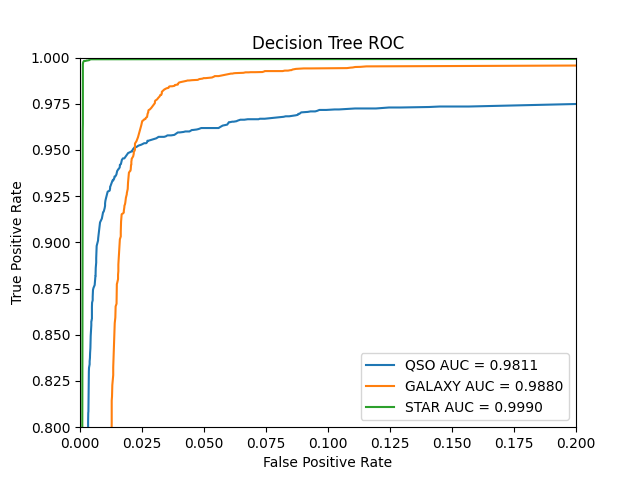 Decision Tree ROC
True Positive Rate
1.000
0.975
0.950
0.925
0.900
0.875
0.850
0.825
0.800
QSO AUC = 0.9811
GALAXY AUC = 0.9880
STAR AUC = 0.9990
0.000 0.025 0.050 0.075 0.100 0.125 0.150 0.175 0.200
False Positive Rate